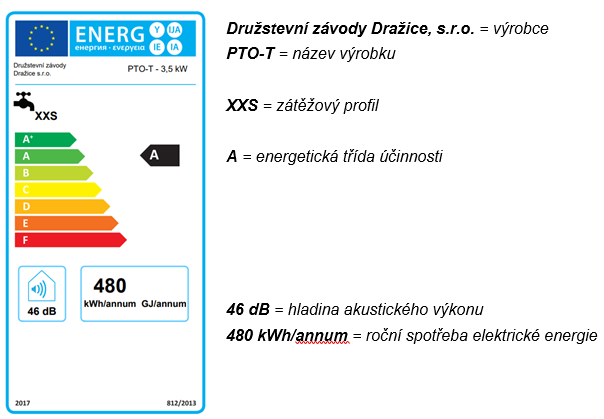 ENERG Y UA
енергия · ενεργεια IE IA
Družstevní závody
Dražice s.r.o.
PTO-T - 3,5 kW
XXS
A+
A
B
C
D
E
F
A
46 dB
480
kWh/annum GJ/annum
2017
812/2013
Družstevní závody Dražice, s.r.o. = výrobce
PTO-T = název výrobku
XXS = zátěžový profil
A = energetická třída účinnosti
46 dB = hladina akustického výkonu
480 kWh/annum = roční spotřeba elektrické energie